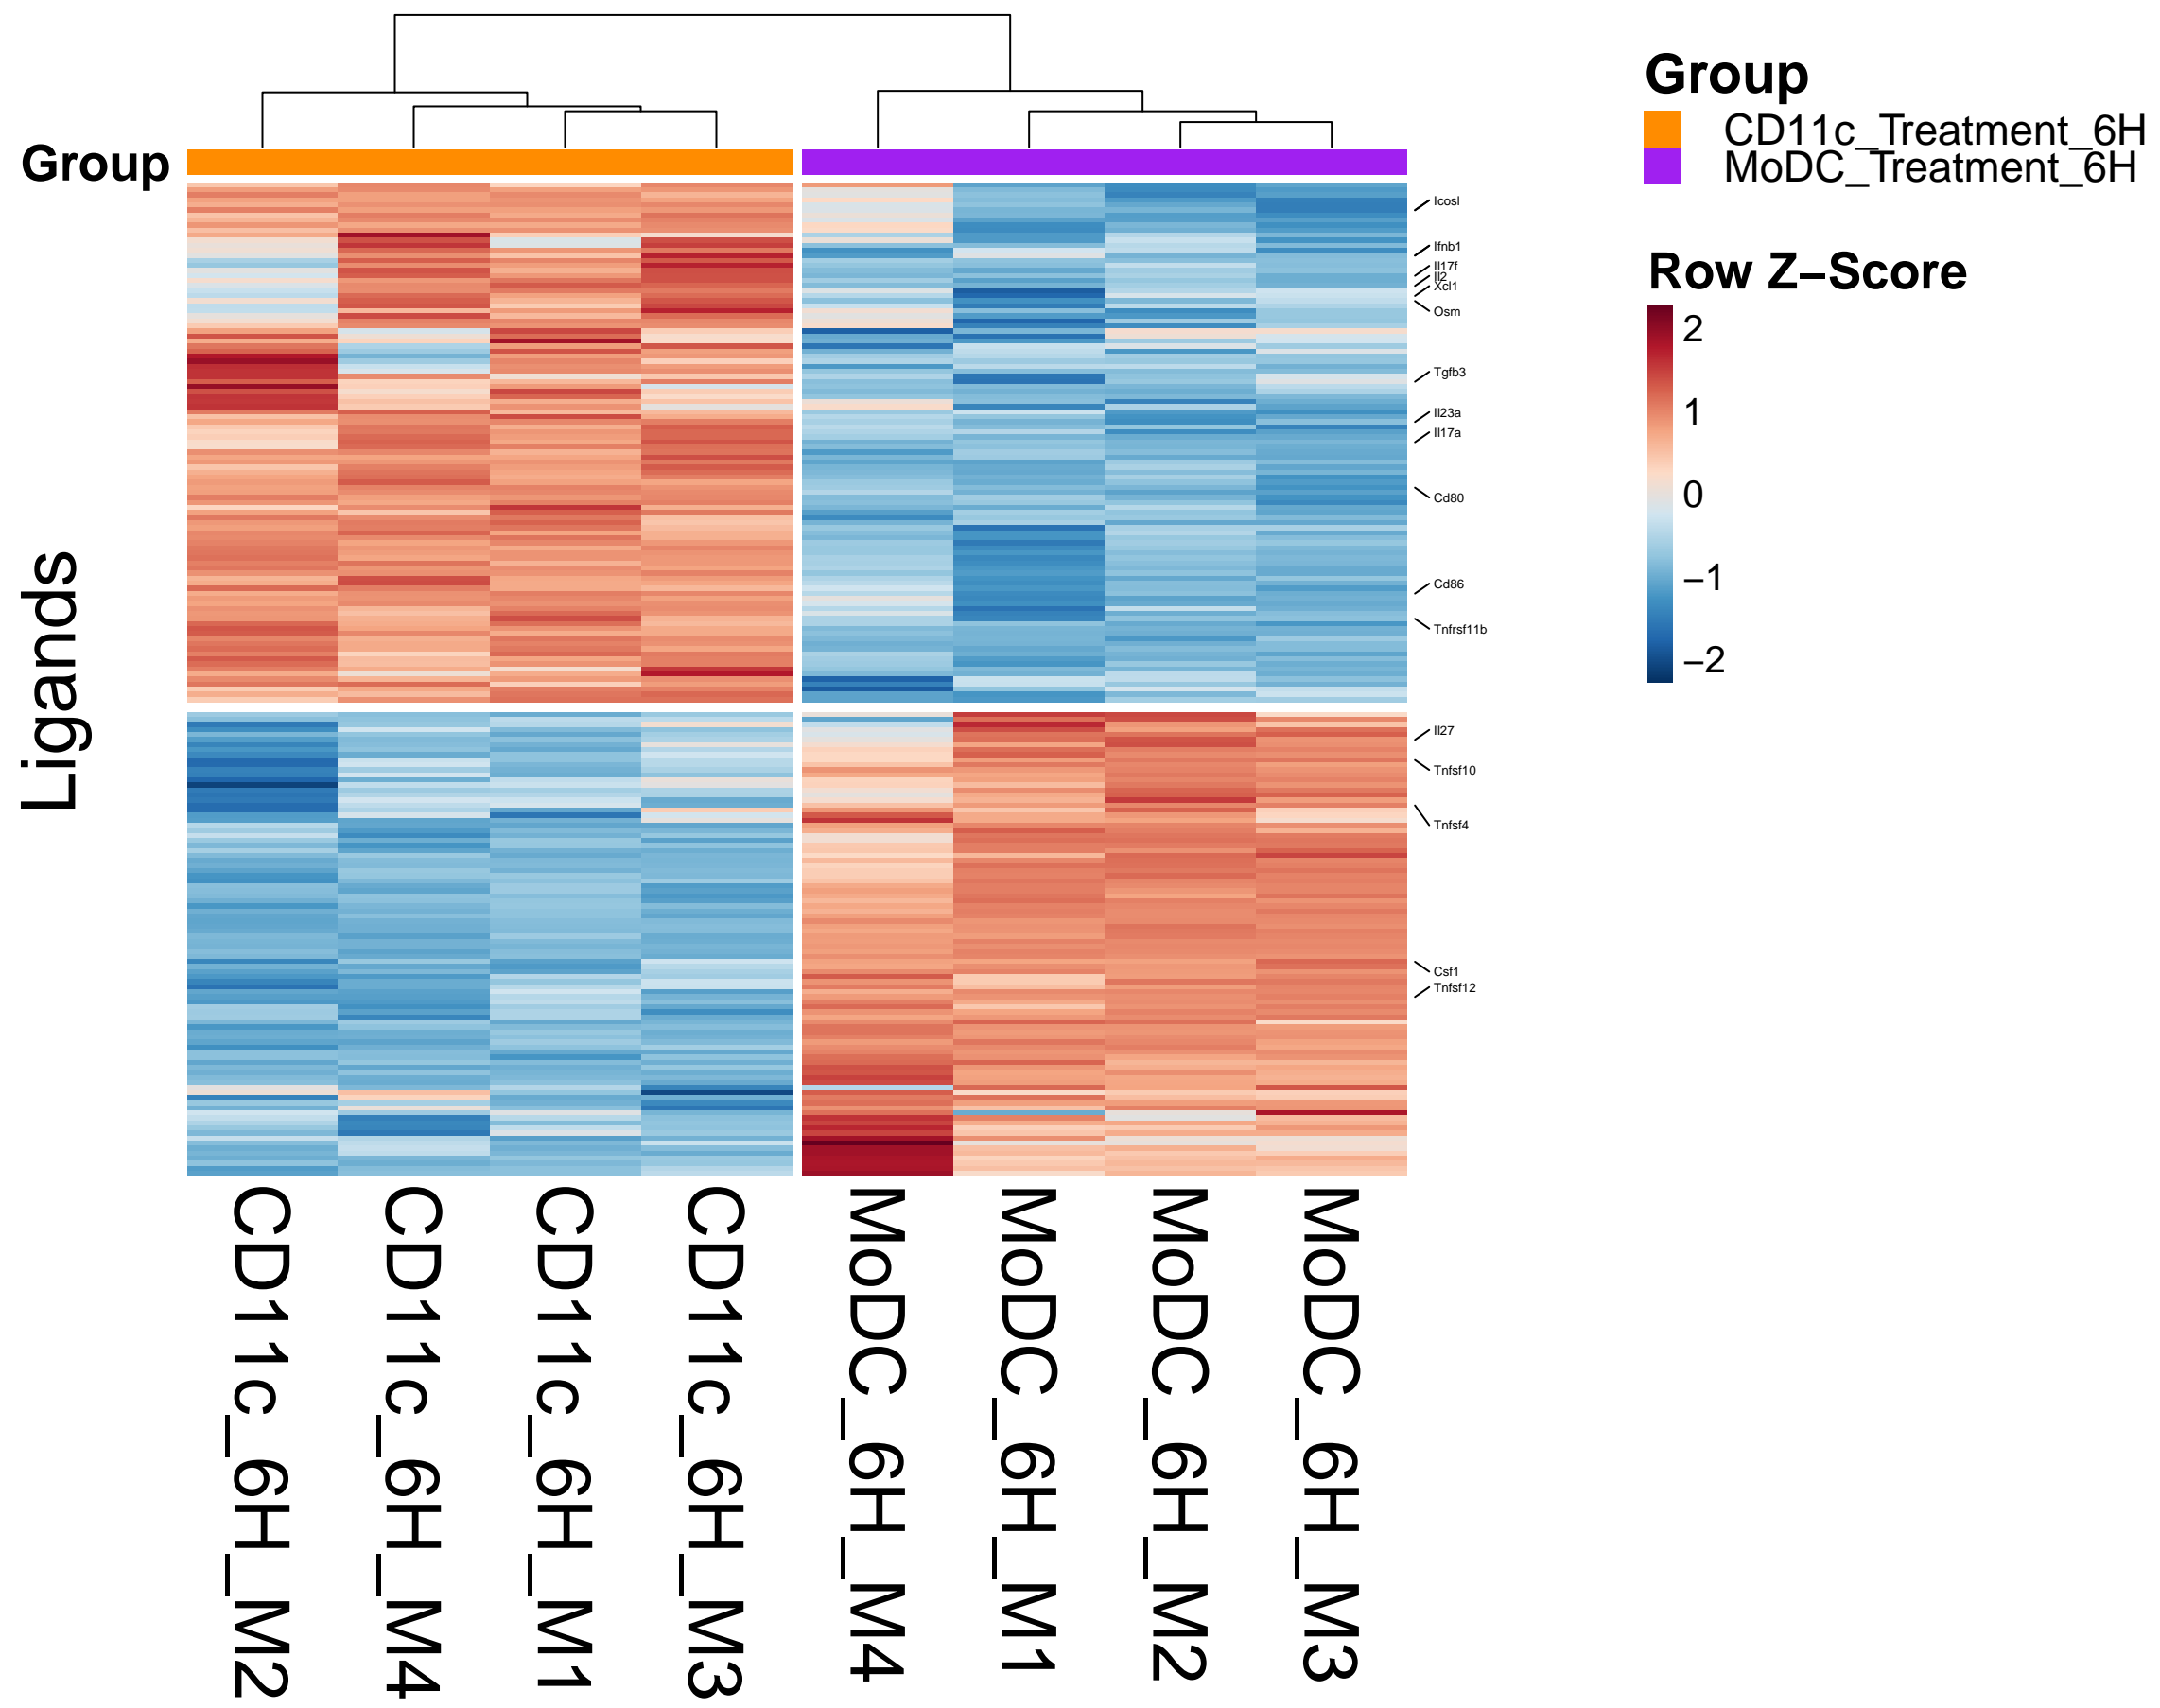 Group
CD11c_Treatment_6H
MoDC_Treatment_6H
Group
Row Z–Score
2
1
0
–1
–2
Ligands
Icosl
Ifnb1
Il17f
Il2
Xcl1
Osm
Tgfb3
Il23a
Il17a
Cd80
Cd86
Tnfrsf11b
Il27
Tnfsf10
Tnfsf4
Csf1
Tnfsf12
CD11c_6H_M2
CD11c_6H_M4
CD11c_6H_M1
CD11c_6H_M3
MoDC_6H_M4
MoDC_6H_M1
MoDC_6H_M2
MoDC_6H_M3